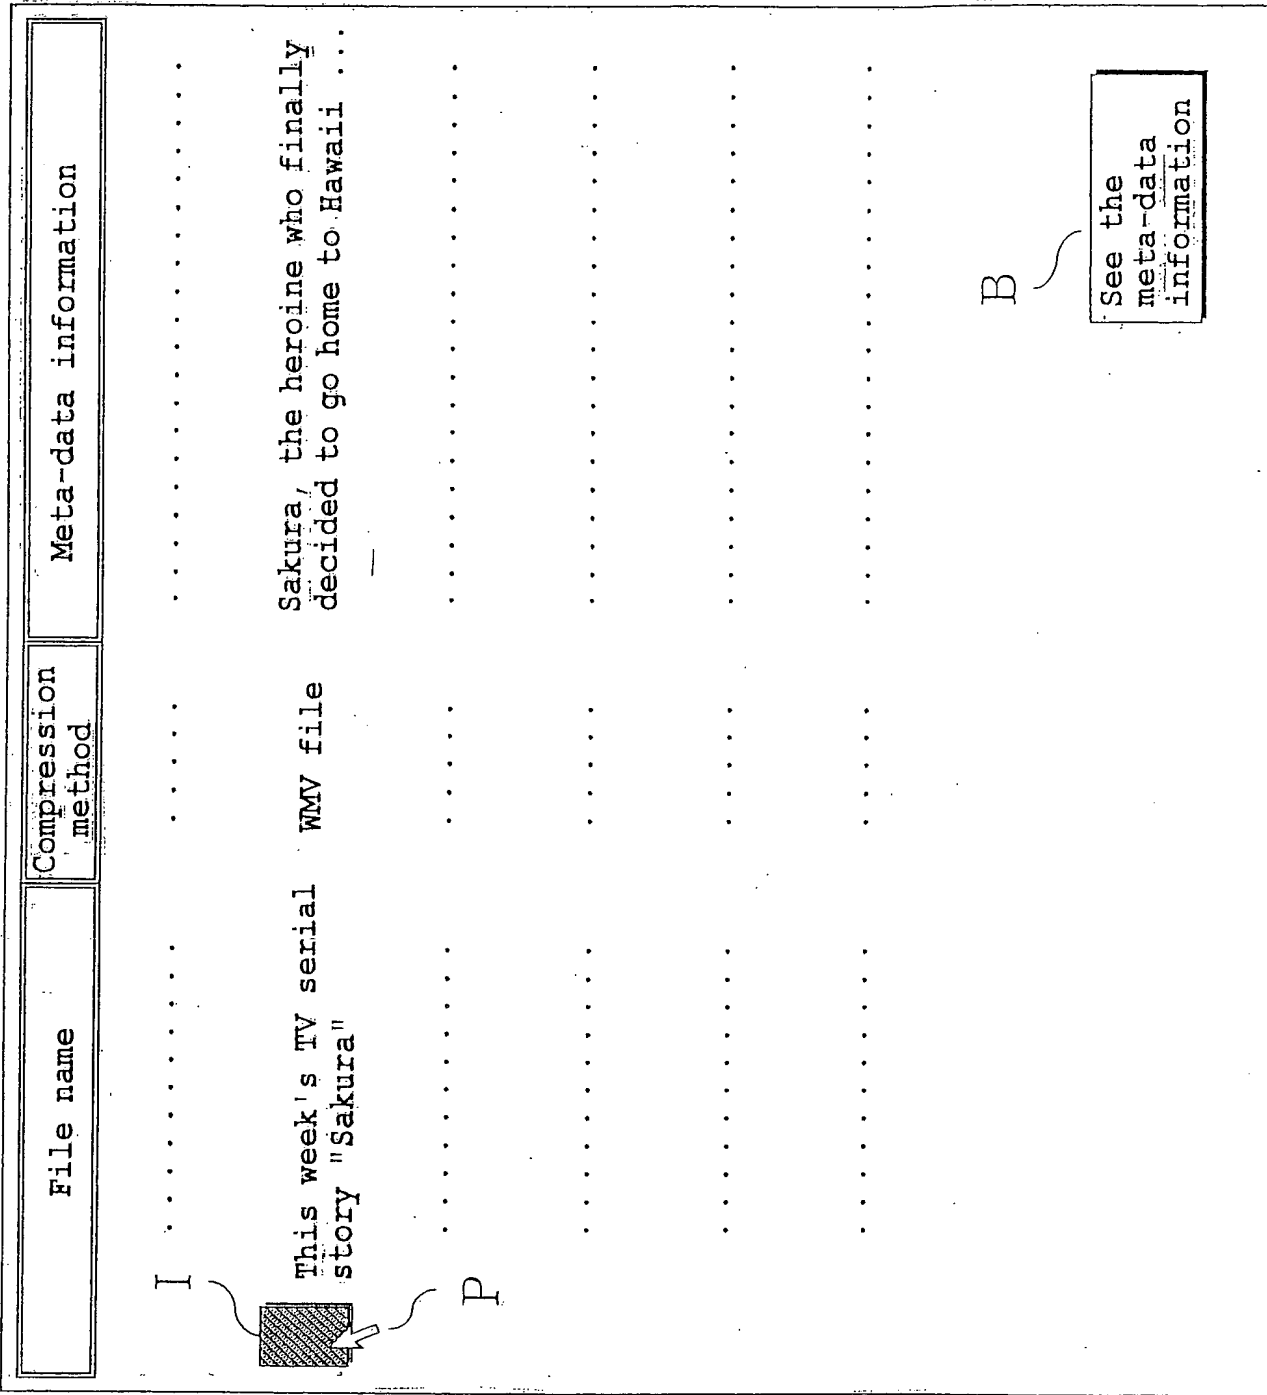 File name
Compression
method
Meta-data information
. . . . . . . . . . .
. . . . .
. . . . . . . . . . . . . . . . . . . .
I
This week's TV serial
story "Sakura"
WMV file
Sakura, the heroine who finally
decided to go home to Hawaii ...
P
. . . . . . . . . . .
. . . . .
. . . . . . . . . . . . . . . . . . . .
. . . . . . . . . . .
. . . . .
. . . . . . . . . . . . . . . . . . . .
. . . . . . . . . . .
. . . . .
. . . . . . . . . . . . . . . . . . . .
. . . . . . . . . . .
. . . . .
. . . . . . . . . . . . . . . . . . . .
B
See the
meta-data
information